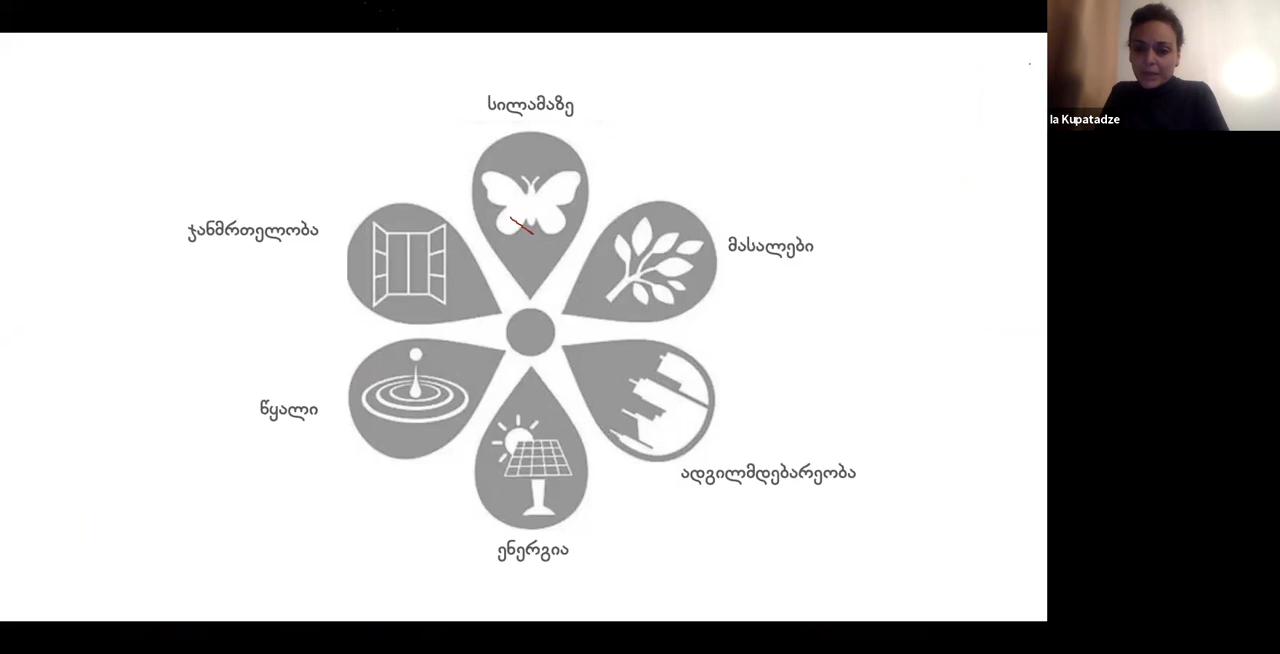 სილამაზე
ჯანმრთელობა
მასალები
წყალი
ადგილმდებარეობა
ენერგია
Ia Kupatadze